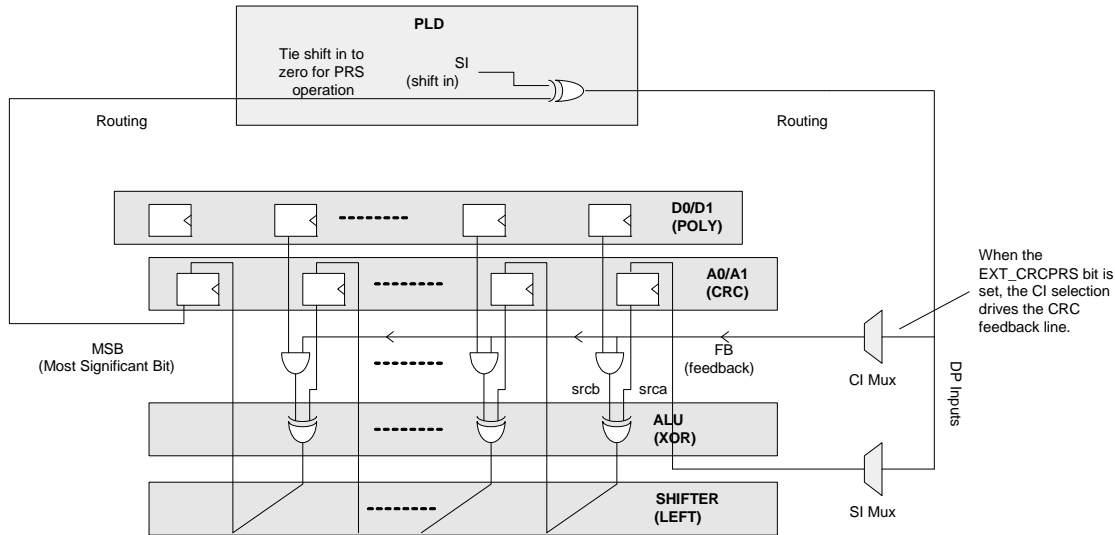 PLD
Tie shift in to
zero for PRS
operation
SI
(shift in)
Routing
Routing
D0/D1
(POLY)
A0/A1
(CRC)
When the
EXT_CRCPRS bit is
set, the CI selection
drives the CRC
feedback line.
MSB
(Most Significant Bit)
FB
(feedback)
CI Mux
DP Inputs
srcb
srca
ALU
(XOR)
SI Mux
SHIFTER
(LEFT)